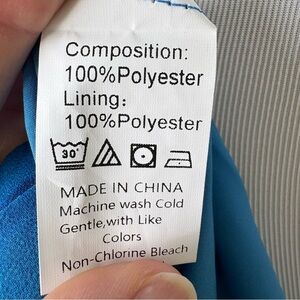 Composition:
100%Polyester
Lining:
100%Polyester
30°
MADE IN CHINA
Machine wash Cold
Gentle,with Like
Colors
Non-Chlorine Bleach